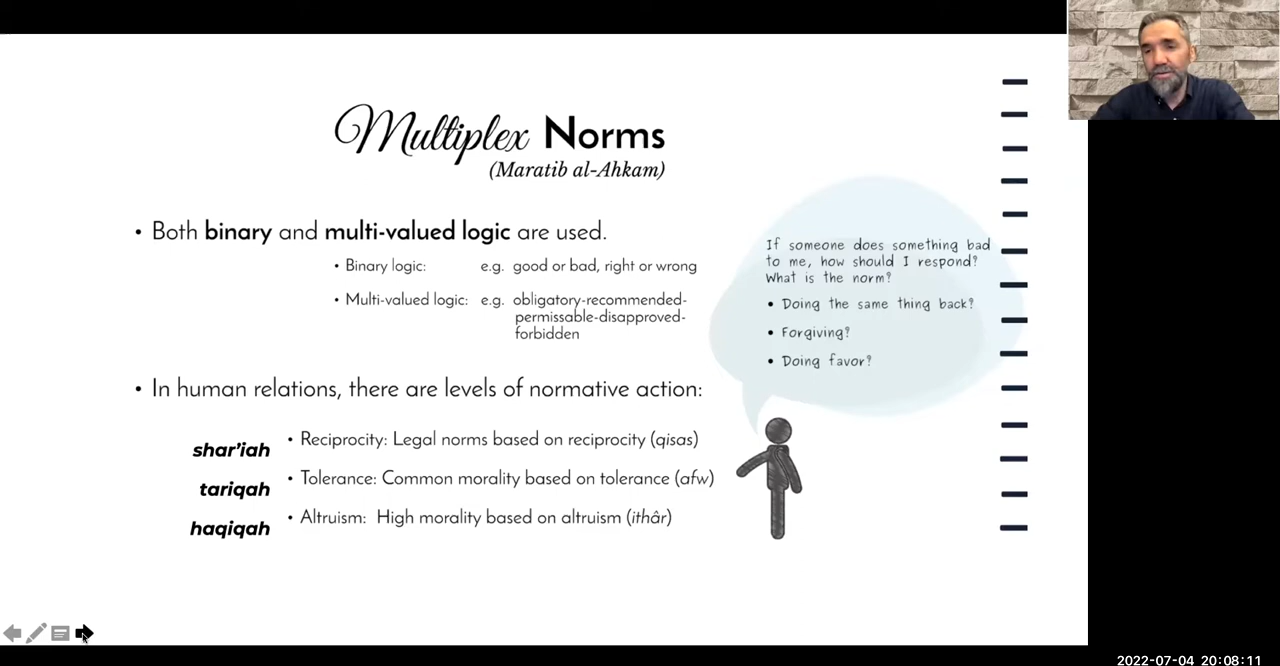 Multiplex Norms
(Maratib al-Ahkam)
• Both binary and multi-valued logic are used.
• Binary logic: e.g. good or bad, right or wrong
• Multi-valued logic: e.g. obligatory-recommended-
permissable-disapproved-
forbidden
• In human relations, there are levels of normative action:
shar'iah • Reciprocity: Legal norms based on reciprocity (qisas)
tariqah • Tolerance: Common morality based on tolerance (afw)
haqiqah • Altruism: High morality based on altruism (ithâr)
If someone does something bad
to me, how should I respond?
What is the norm?
• Doing the same thing back?
• Forgiving?
• Doing favor?
2022-07-04 20:08:11